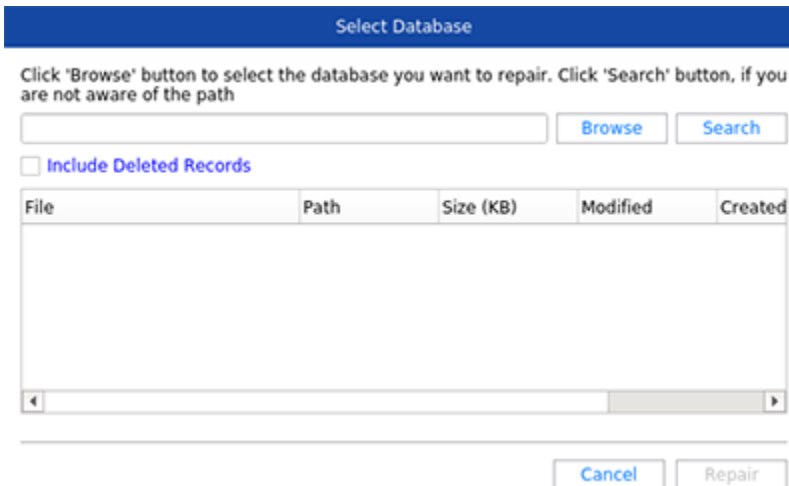 Select Database
Click 'Browse' button to select the database you want to repair. Click 'Search' button, if you
are not aware of the path
Browse Search
Include Deleted Records
File Path Size (KB) Modified Created
Cancel Repair